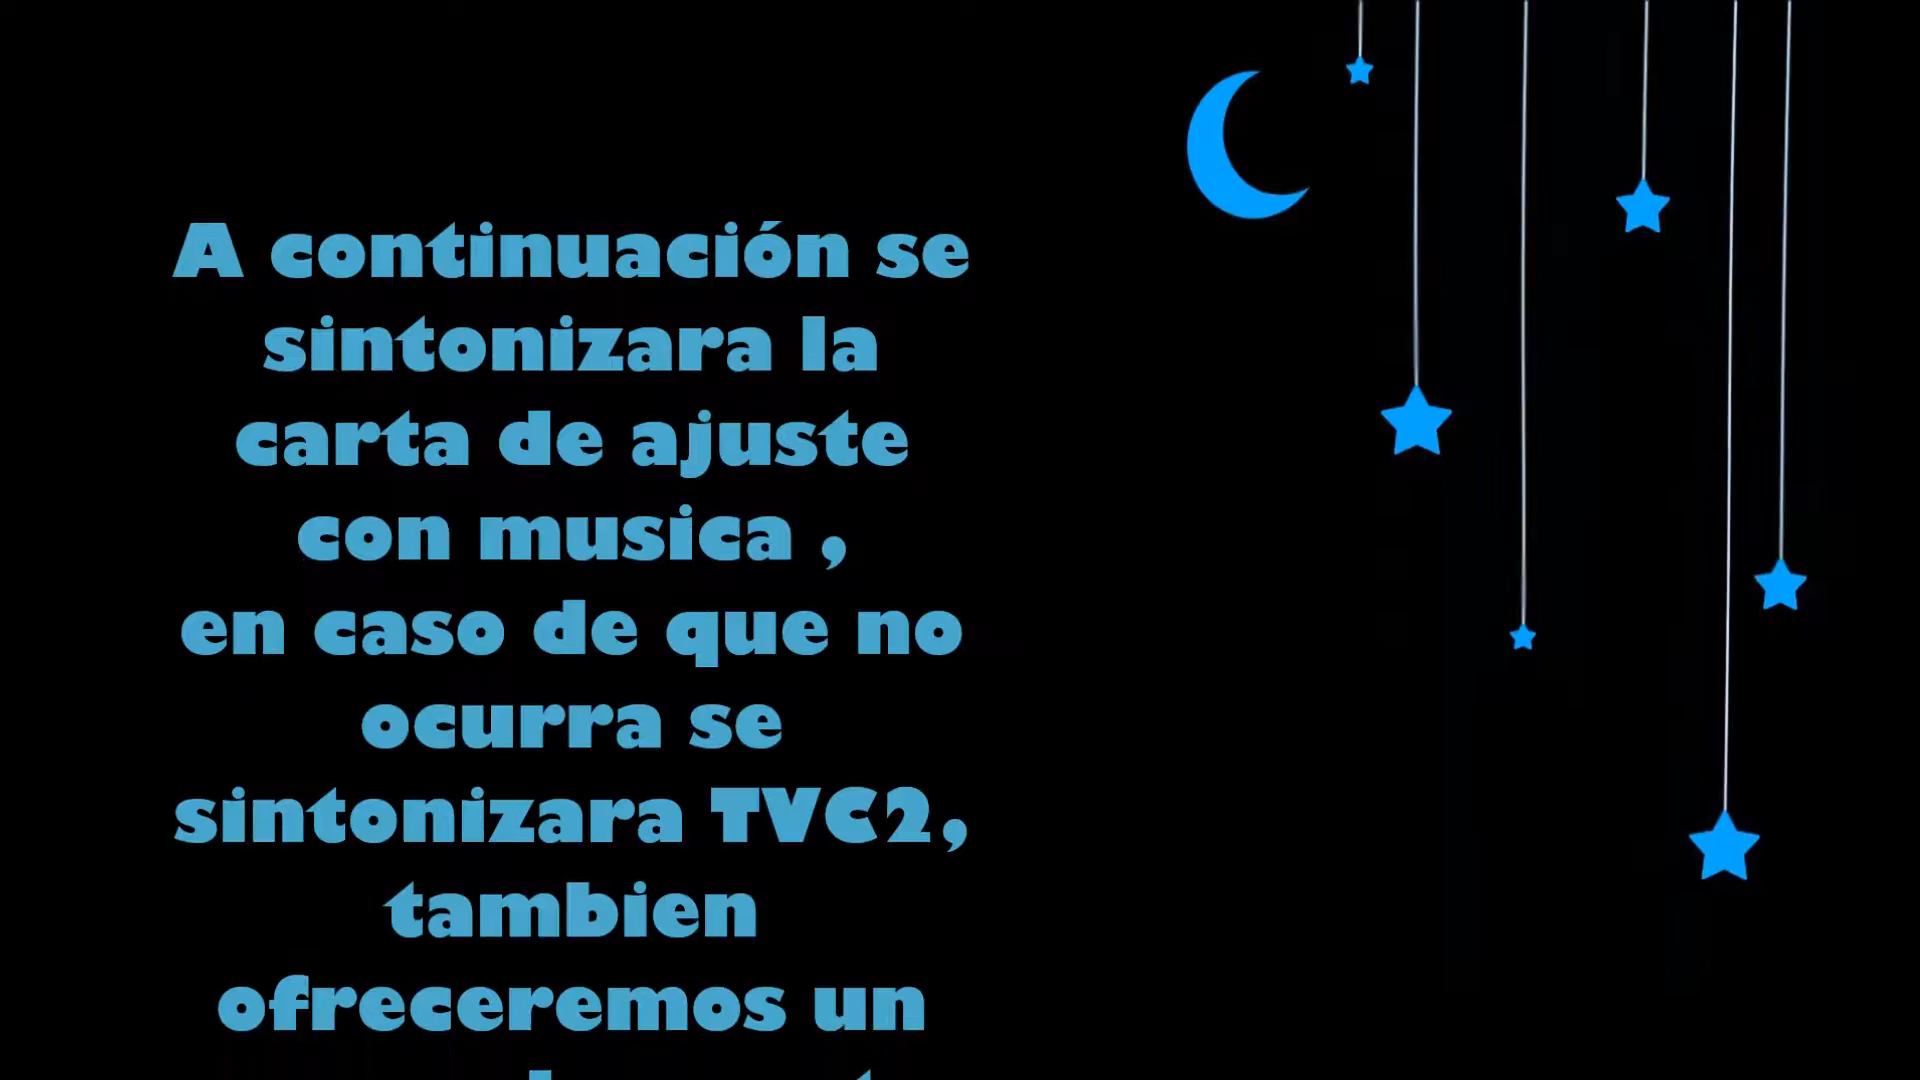 A continuación se
sintonizara la
carta de ajuste
con musica ,
en caso de que no
ocurra se
sintonizara TVC2,
tambien
ofreceremos un